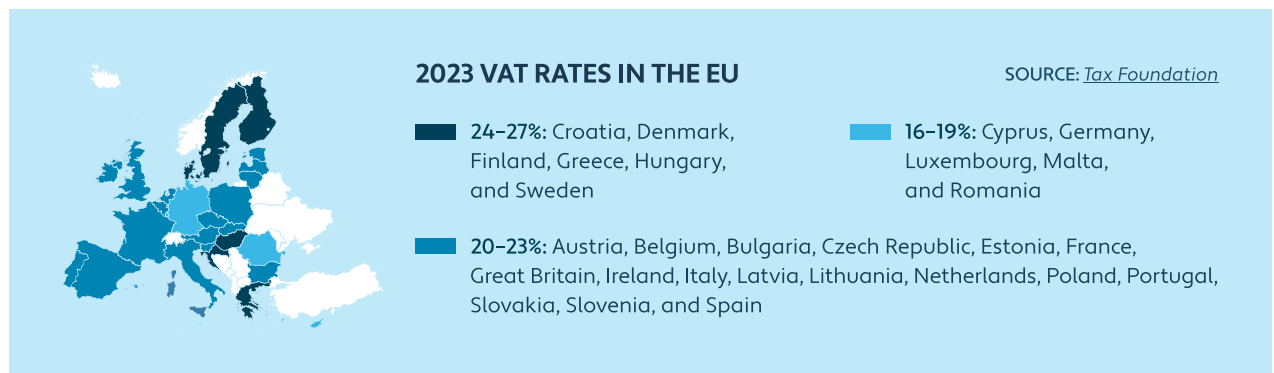 2023 VAT RATES IN THE EU
SOURCE: Tax Foundation
24–27%: Croatia, Denmark,
Finland, Greece, Hungary,
and Sweden
16–19%: Cyprus, Germany,
Luxembourg, Malta,
and Romania
20–23%: Austria, Belgium, Bulgaria, Czech Republic, Estonia, France,
Great Britain, Ireland, Italy, Latvia, Lithuania, Netherlands, Poland, Portugal,
Slovakia, Slovenia, and Spain